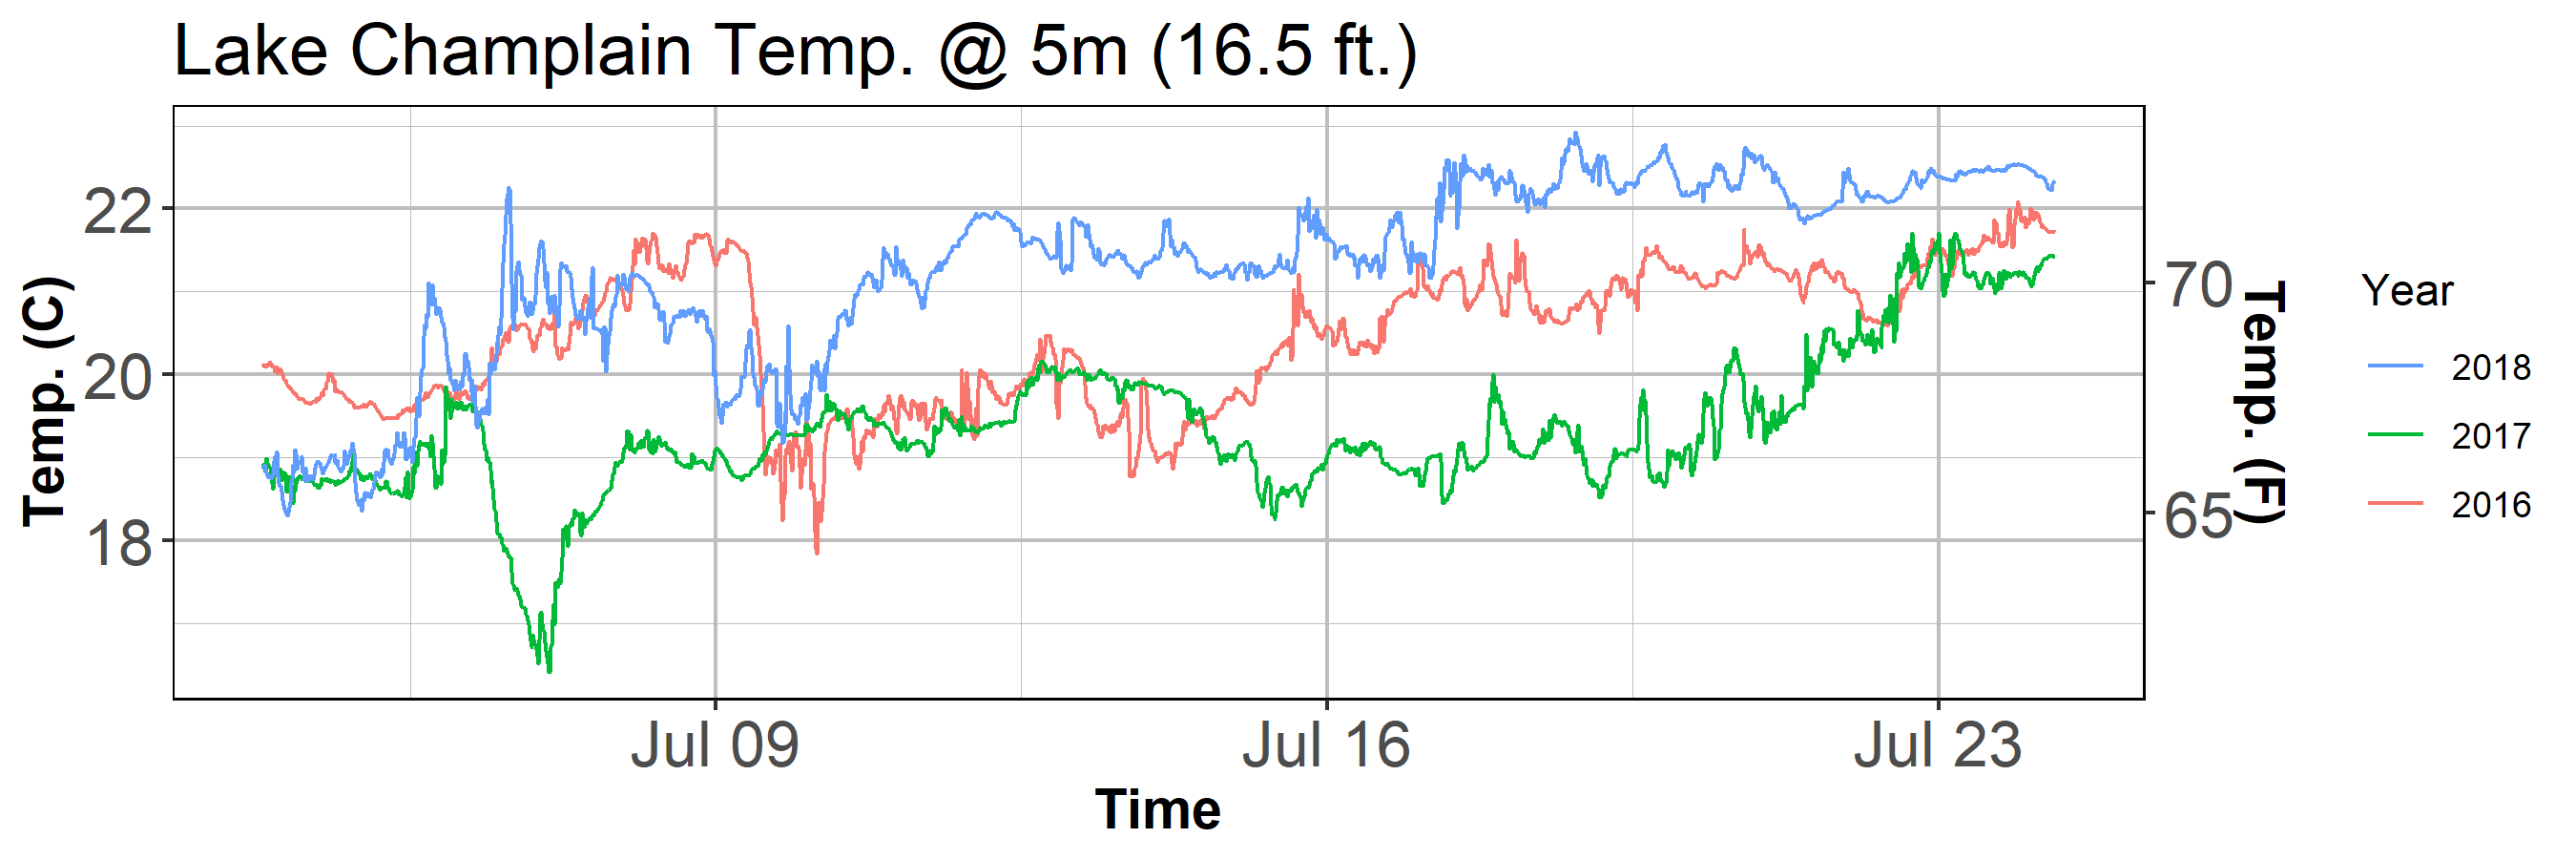 Lake Champlain Temp. @ 5m (16.5 ft.)
Temp. (C)
22
20
18
70
65
Temp. (F)
Jul 09
Jul 16
Jul 23
Time
Year
2018
2017
2016